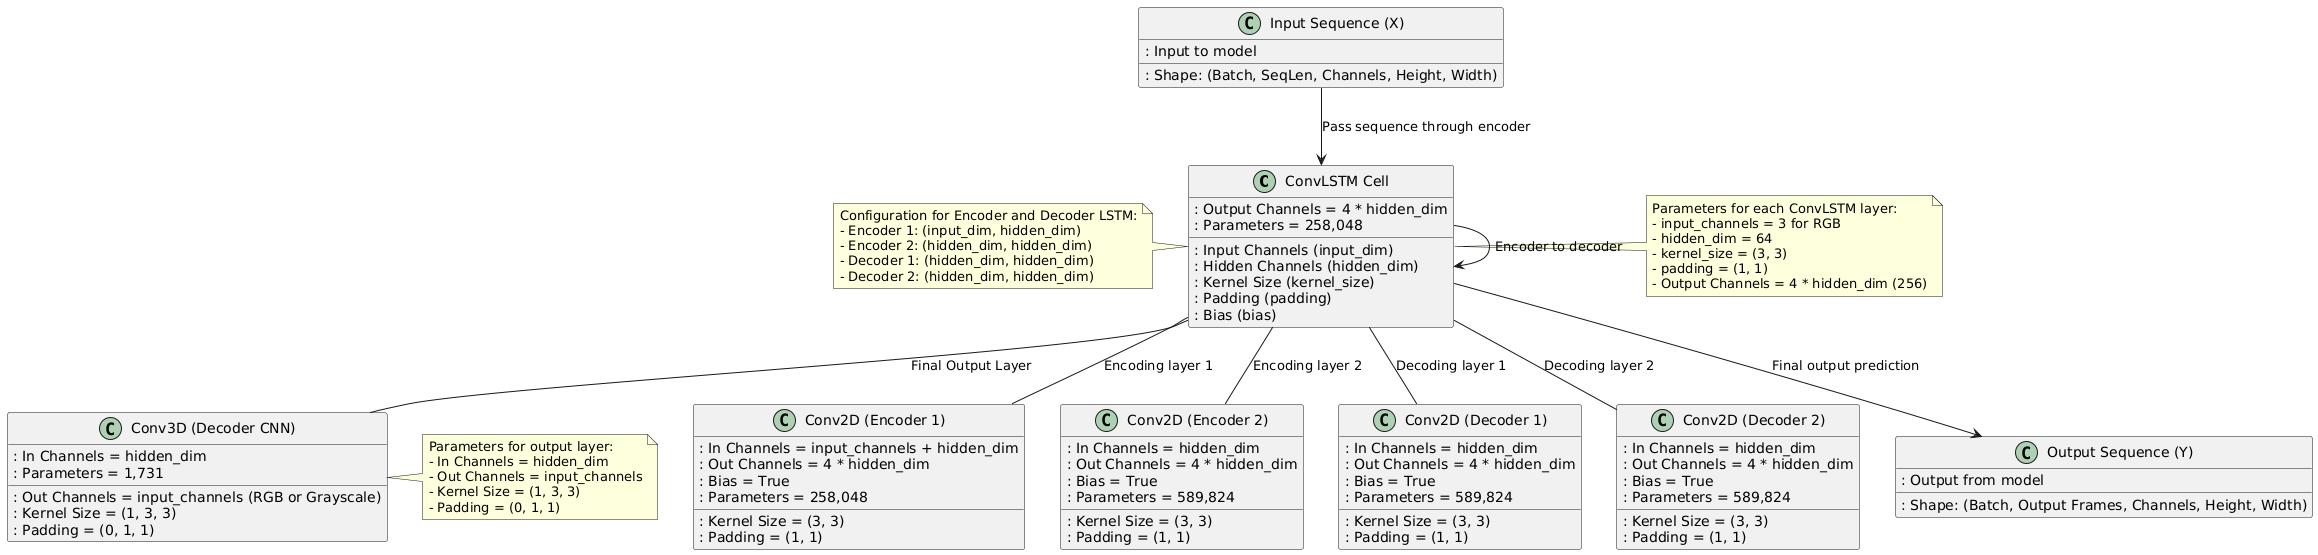 C Input Sequence (X)
: Input to model
: Shape: (Batch, SeqLen, Channels, Height, Width)
Pass sequence through encoder
C ConvLSTM Cell
: Output Channels = 4 * hidden_dim
: Parameters = 258,048
: Input Channels (input_dim)
: Hidden Channels (hidden_dim)
: Kernel Size (kernel_size)
: Padding (padding)
: Bias (bias)
Configuration for Encoder and Decoder LSTM:
- Encoder 1: (input_dim, hidden_dim)
- Encoder 2: (hidden_dim, hidden_dim)
- Decoder 1: (hidden_dim, hidden_dim)
- Decoder 2: (hidden_dim, hidden_dim)
Encoder to decoder
Parameters for each ConvLSTM layer:
- input_channels = 3 for RGB
- hidden_dim = 64
- kernel_size = (3, 3)
- padding = (1, 1)
- Output Channels = 4 * hidden_dim (256)
Final Output Layer
Encoding layer 1
Encoding layer 2
Decoding layer 1
Decoding layer 2
Final output prediction
C Conv3D (Decoder CNN)
: In Channels = hidden_dim
: Parameters = 1,731
: Out Channels = input_channels (RGB or Grayscale)
: Kernel Size = (1, 3, 3)
: Padding = (0, 1, 1)
Parameters for output layer:
- In Channels = hidden_dim
- Out Channels = input_channels
- Kernel Size = (1, 3, 3)
- Padding = (0, 1, 1)
C Conv2D (Encoder 1)
: In Channels = input_channels + hidden_dim
: Out Channels = 4 * hidden_dim
: Bias = True
: Parameters = 258,048
: Kernel Size = (3, 3)
: Padding = (1, 1)
C Conv2D (Encoder 2)
: In Channels = hidden_dim
: Out Channels = 4 * hidden_dim
: Bias = True
: Parameters = 589,824
: Kernel Size = (3, 3)
: Padding = (1, 1)
C Conv2D (Decoder 1)
: In Channels = hidden_dim
: Out Channels = 4 * hidden_dim
: Bias = True
: Parameters = 589,824
: Kernel Size = (3, 3)
: Padding = (1, 1)
C Conv2D (Decoder 2)
: In Channels = hidden_dim
: Out Channels = 4 * hidden_dim
: Bias = True
: Parameters = 589,824
: Kernel Size = (3, 3)
: Padding = (1, 1)
C Output Sequence (Y)
: Output from model
: Shape: (Batch, Output Frames, Channels, Height, Width)